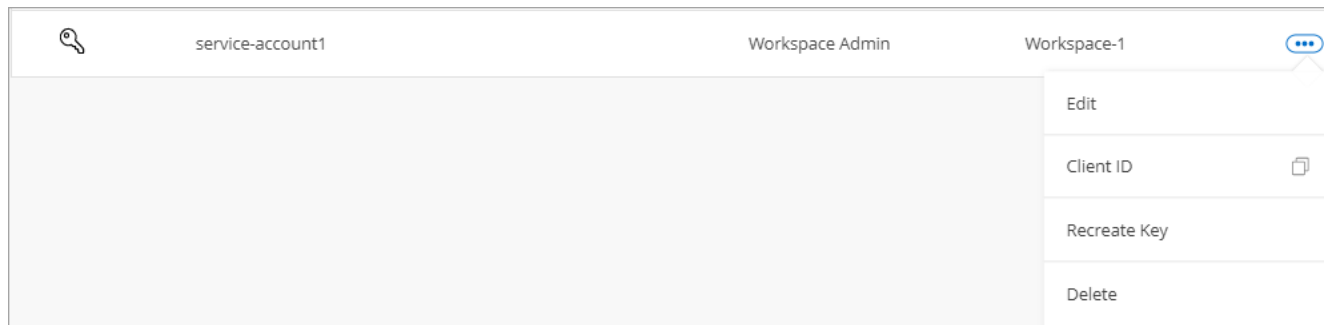 service-account1 Workspace Admin Workspace-1
Edit
Client ID
Recreate Key
Delete